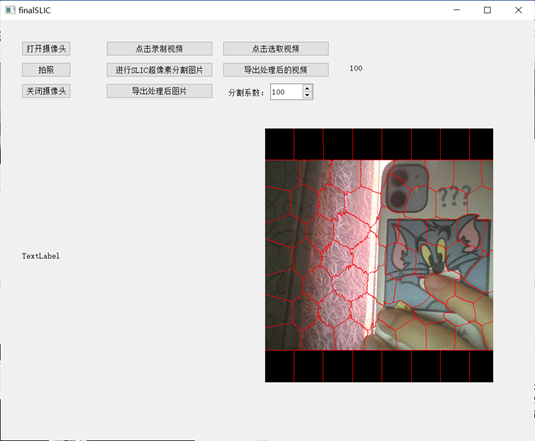 finalSLIC
打开摄像头 点击录制视频 点击选取视频
拍照 进行SLIC超像素分割图片 导出处理后的视频 100
关闭摄像头 导出处理后图片 分割系数: 100
???
TextLabel